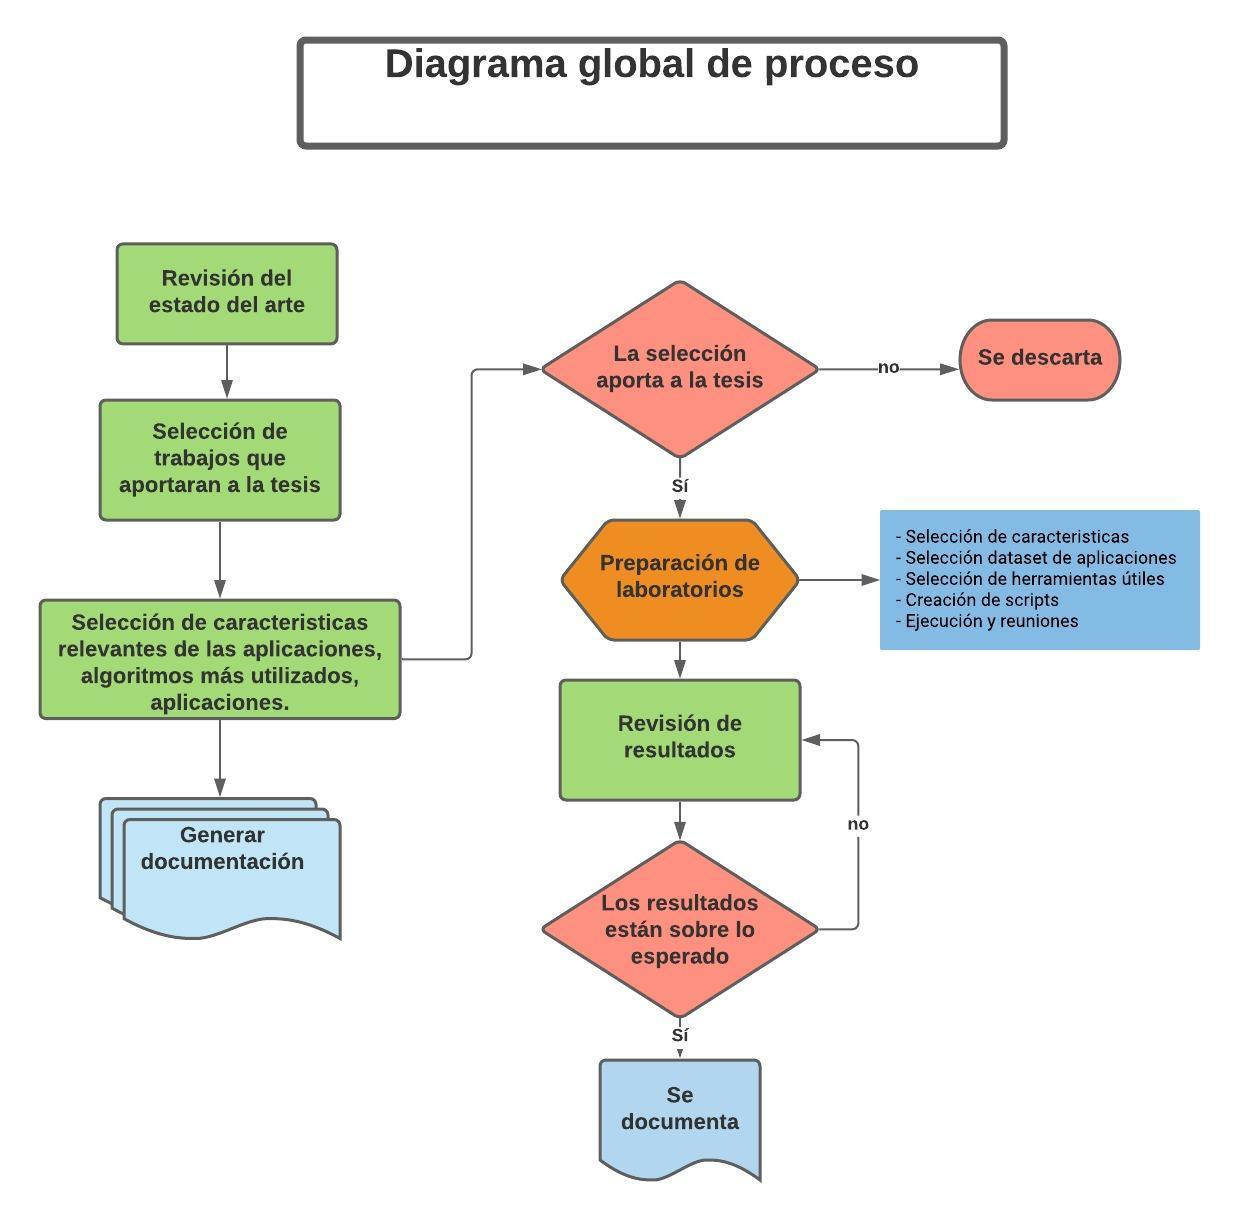 Diagrama global de proceso
Revisión del
estado del arte
Selección de
trabajos que
aportaran a la tesis
Selección de caracteristicas
relevantes de las aplicaciones,
algoritmos más utilizados,
aplicaciones.
Generar
documentación
La selección
aporta a la tesis
no
Se descarta
Sí
Preparación de
laboratorios
- Selección de caracteristicas
- Selección dataset de aplicaciones
- Selección de herramientas útiles
- Creación de scripts
- Ejecución y reuniones
Revisión de
resultados
no
Los resultados
están sobre lo
esperado
Sí
Se
documenta